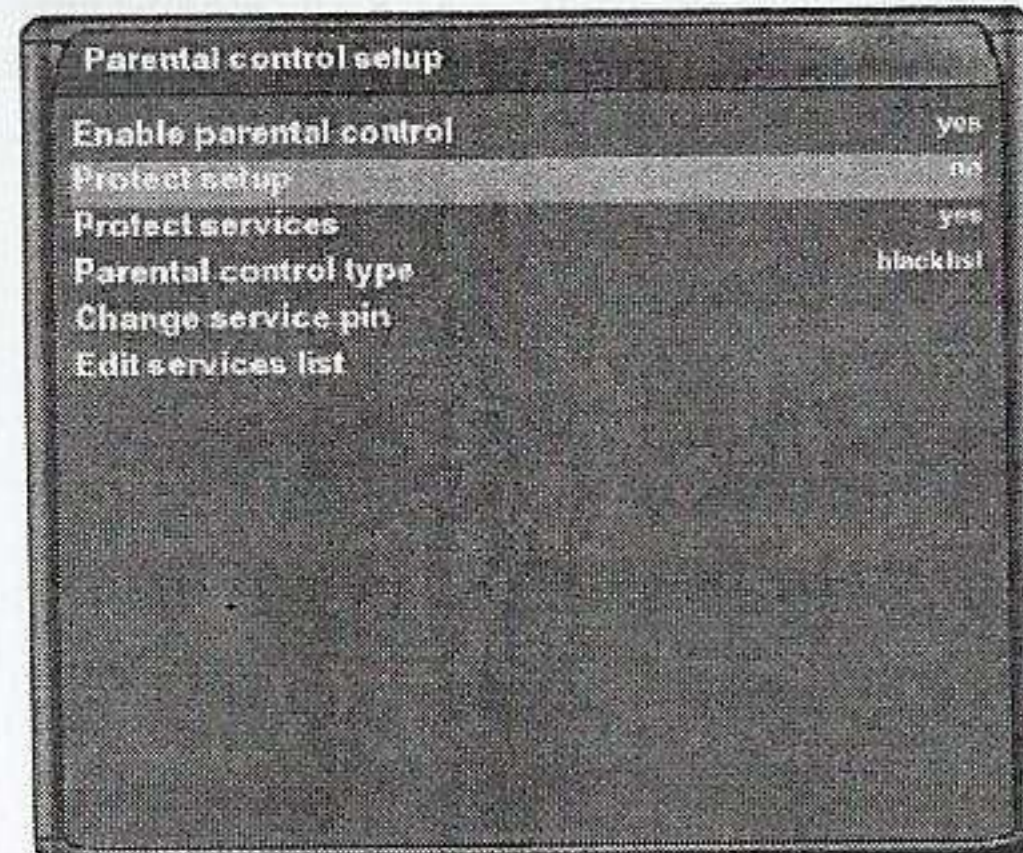 Parental control setup
Enable parental control yes
Protect setup no
Protect services yes
Parental control type blacklist
Change service pin
Edit services list